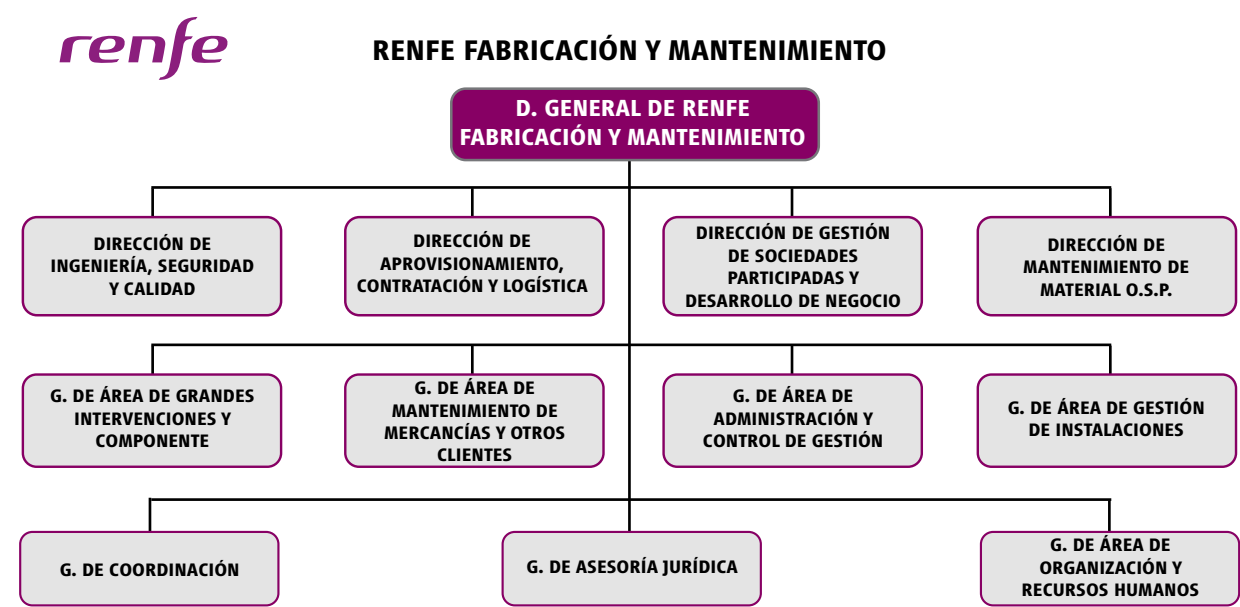 renfe
RENFE FABRICACIÓN Y MANTENIMIENTO
D. GENERAL DE RENFE
FABRICACIÓN Y MANTENIMIENTO
DIRECCIÓN DE
INGENIERÍA, SEGURIDAD
Y CALIDAD
DIRECCIÓN DE
APROVISIONAMIENTO,
CONTRATACIÓN Y LOGÍSTICA
DIRECCIÓN DE GESTIÓN
DE SOCIEDADES
PARTICIPADAS Y
DESARROLLO DE NEGOCIO
DIRECCIÓN DE
MANTENIMIENTO DE
MATERIAL O.S.P.
G. DE ÁREA DE GRANDES
INTERVENCIONES Y
COMPONENTE
G. DE ÁREA DE
MANTENIMIENTO DE
MERCANCÍAS Y OTROS
CLIENTES
G. DE ÁREA DE
ADMINISTRACIÓN Y
CONTROL DE GESTIÓN
G. DE ÁREA DE GESTIÓN
DE INSTALACIONES
G. DE COORDINACIÓN
G. DE ASESORÍA JURÍDICA
G. DE ÁREA DE
ORGANIZACIÓN Y
RECURSOS HUMANOS